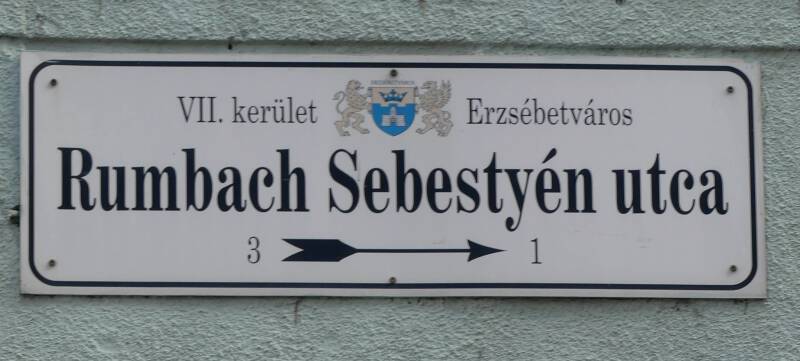 VII. kerület Erzsébetváros
Rumbach Sebestyén utca
3 1